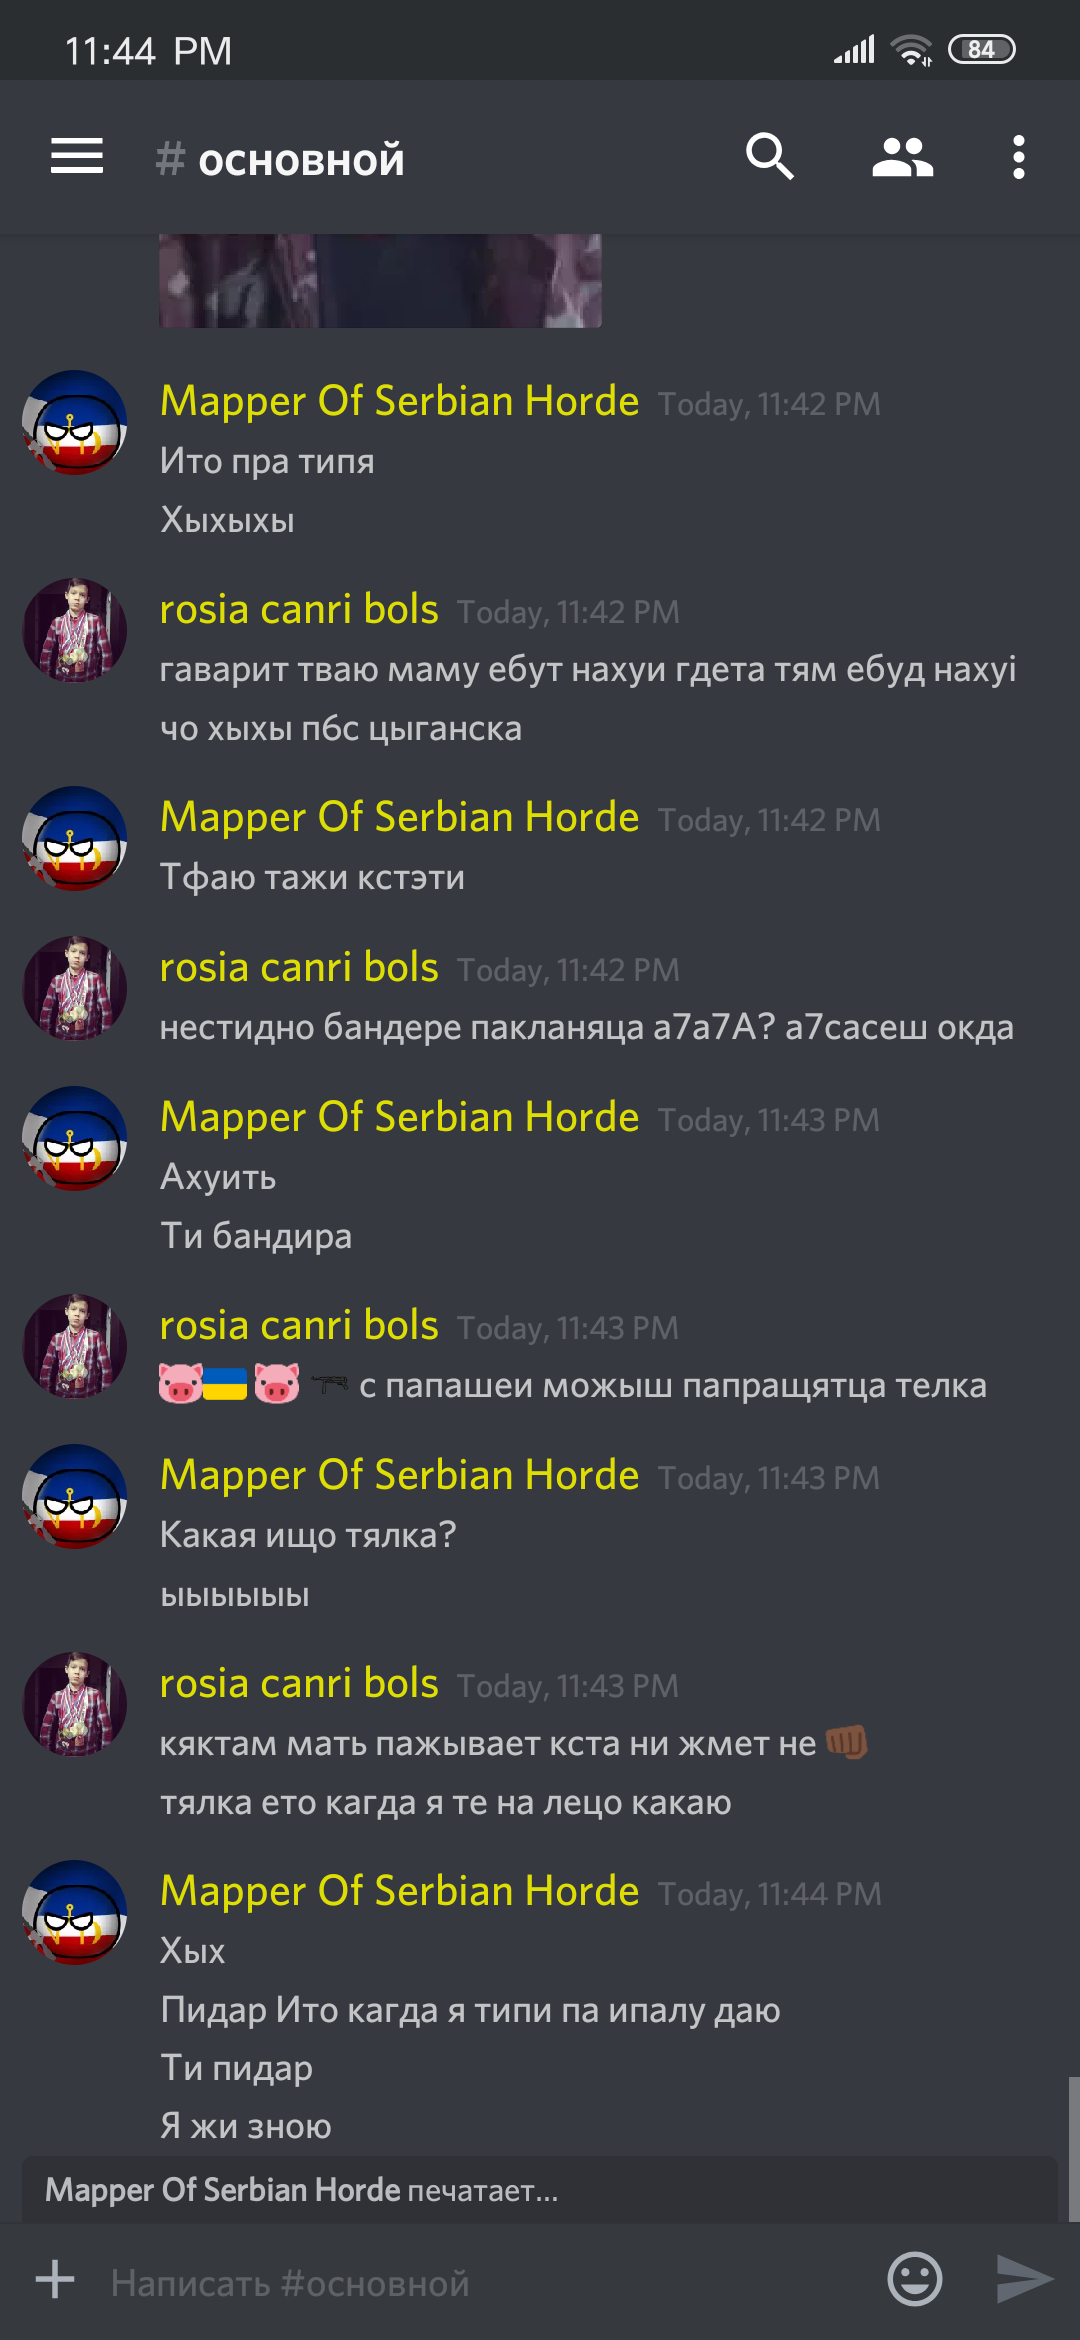 11:44 PM
84
# основной
Mapper Of Serbian Horde Today, 11:42 PM
Ито пра типя
Хыхыхы
rosia canri bols Today, 11:42 PM
гаварит тваю маму ебут нахуи гдета тям ебуд нахуі
чо хыхы пбс цыганска
Mapper Of Serbian Horde Today, 11:42 PM
Тфаю тажи кстэти
rosia canri bols Today, 11:42 PM
нестидно бандере пакланяца а7а7А? а7сасеш окда
Mapper Of Serbian Horde Today, 11:43 PM
Ахуить
Ти бандира
rosia canri bols Today, 11:43 PM
🐷🇺🇦🐷 с папашеи можыш папращятца телка
Mapper Of Serbian Horde Today, 11:43 PM
Какая ищо тялка?
ыыыыыы
rosia canri bols Today, 11:43 PM
кяктам мать пажывает кста ни жмет не 👊🏾
тялка ето кагда я те на лецо какаю
Mapper Of Serbian Horde Today, 11:44 PM
Хых
Пидар Ито кагда я типи па ипалу даю
Ти пидар
Я жи зною
Mapper Of Serbian Horde печатает...
Написать #основной